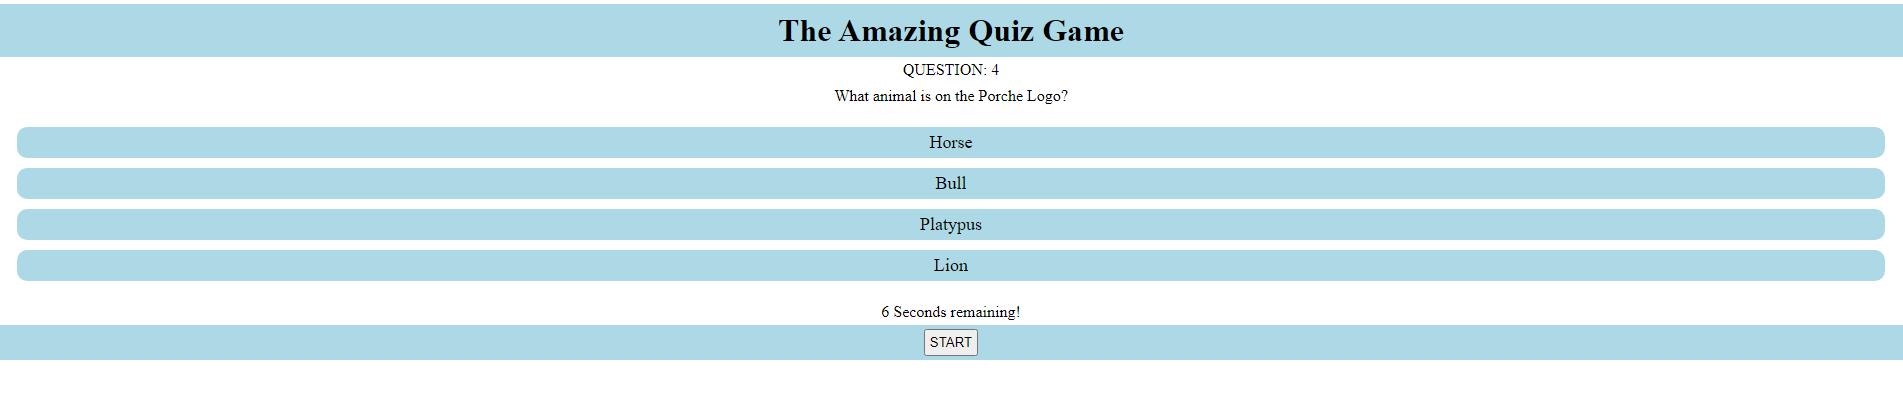 The Amazing Quiz Game
QUESTION: 4
What animal is on the Porche Logo?
Horse
Bull
Platypus
Lion
6 Seconds remaining!
START